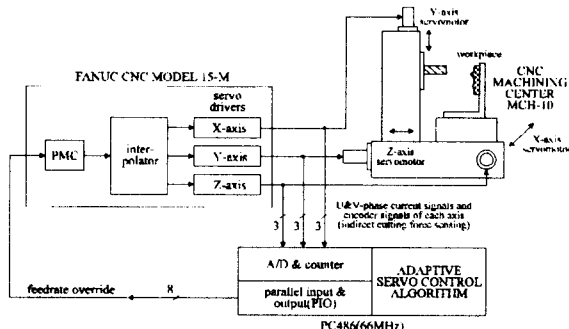 Y-axis
servomotor
workpiece
CNC
MACHINING
CENTER
MCH-10
X-axis
servomotor
Z-axis
servomotor
FANUC CNC MODEL 15-M
servo
drivers
PMC
inter-
polator
X-axis
Y-axis
Z-axis
U&V-phase current signals and
encoder signals of each axis
(indirect cutting force sensing)
3 3 3
A/D & counter
parallel input &
output(PIO)
ADAPTIVE
SERVO CONTROL
ALGORITHM
feedrate override
8
PC486(66MHz)